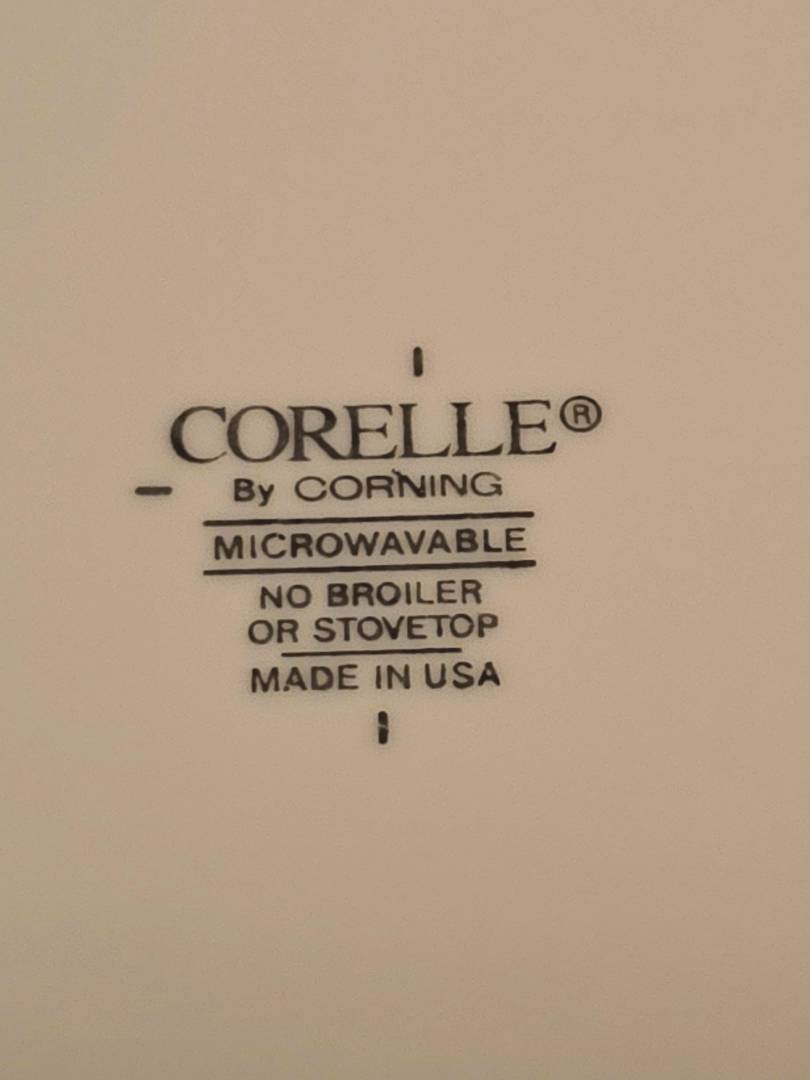 CORELLE®
By CORNING
MICROWAVABLE
NO BROILER
OR STOVETOP
MADE IN USA